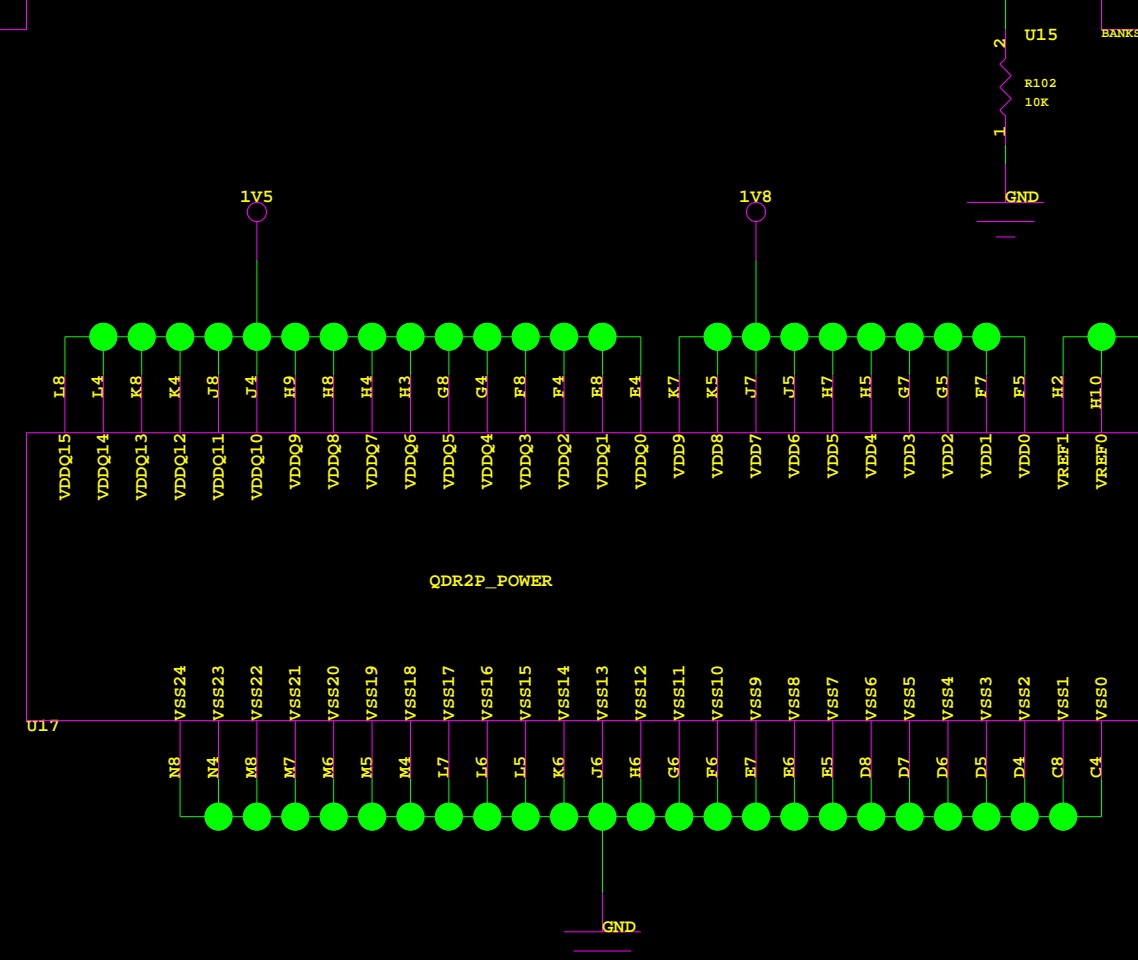 2
U15
BANKS
R102
10K
1
GND
1V5
1V8
L8 L4 K8 K4 J8 J4 H9 H8 H4 H3 G8 G4 F8 F4 E8 E4 K7 K5 J7 J5 H7 H5 G7 G5 F7 F5 H2 H10
VDDQ15 VDDQ14 VDDQ13 VDDQ12 VDDQ11 VDDQ10 VDDQ9 VDDQ8 VDDQ7 VDDQ6 VDDQ5 VDDQ4 VDDQ3 VDDQ2 VDDQ1 VDDQ0 VDD9 VDD8 VDD7 VDD6 VDD5 VDD4 VDD3 VDD2 VDD1 VDD0 VREF1 VREF0
QDR2P_POWER
VSS24 VSS23 VSS22 VSS21 VSS20 VSS19 VSS18 VSS17 VSS16 VSS15 VSS14 VSS13 VSS12 VSS11 VSS10 VSS9 VSS8 VSS7 VSS6 VSS5 VSS4 VSS3 VSS2 VSS1 VSS0
U17
N8 N4 M8 M7 M6 M5 M4 L7 L6 L5 K6 J6 H6 G6 F6 E7 E6 E5 D8 D7 D6 D5 D4 C8 C4
GND